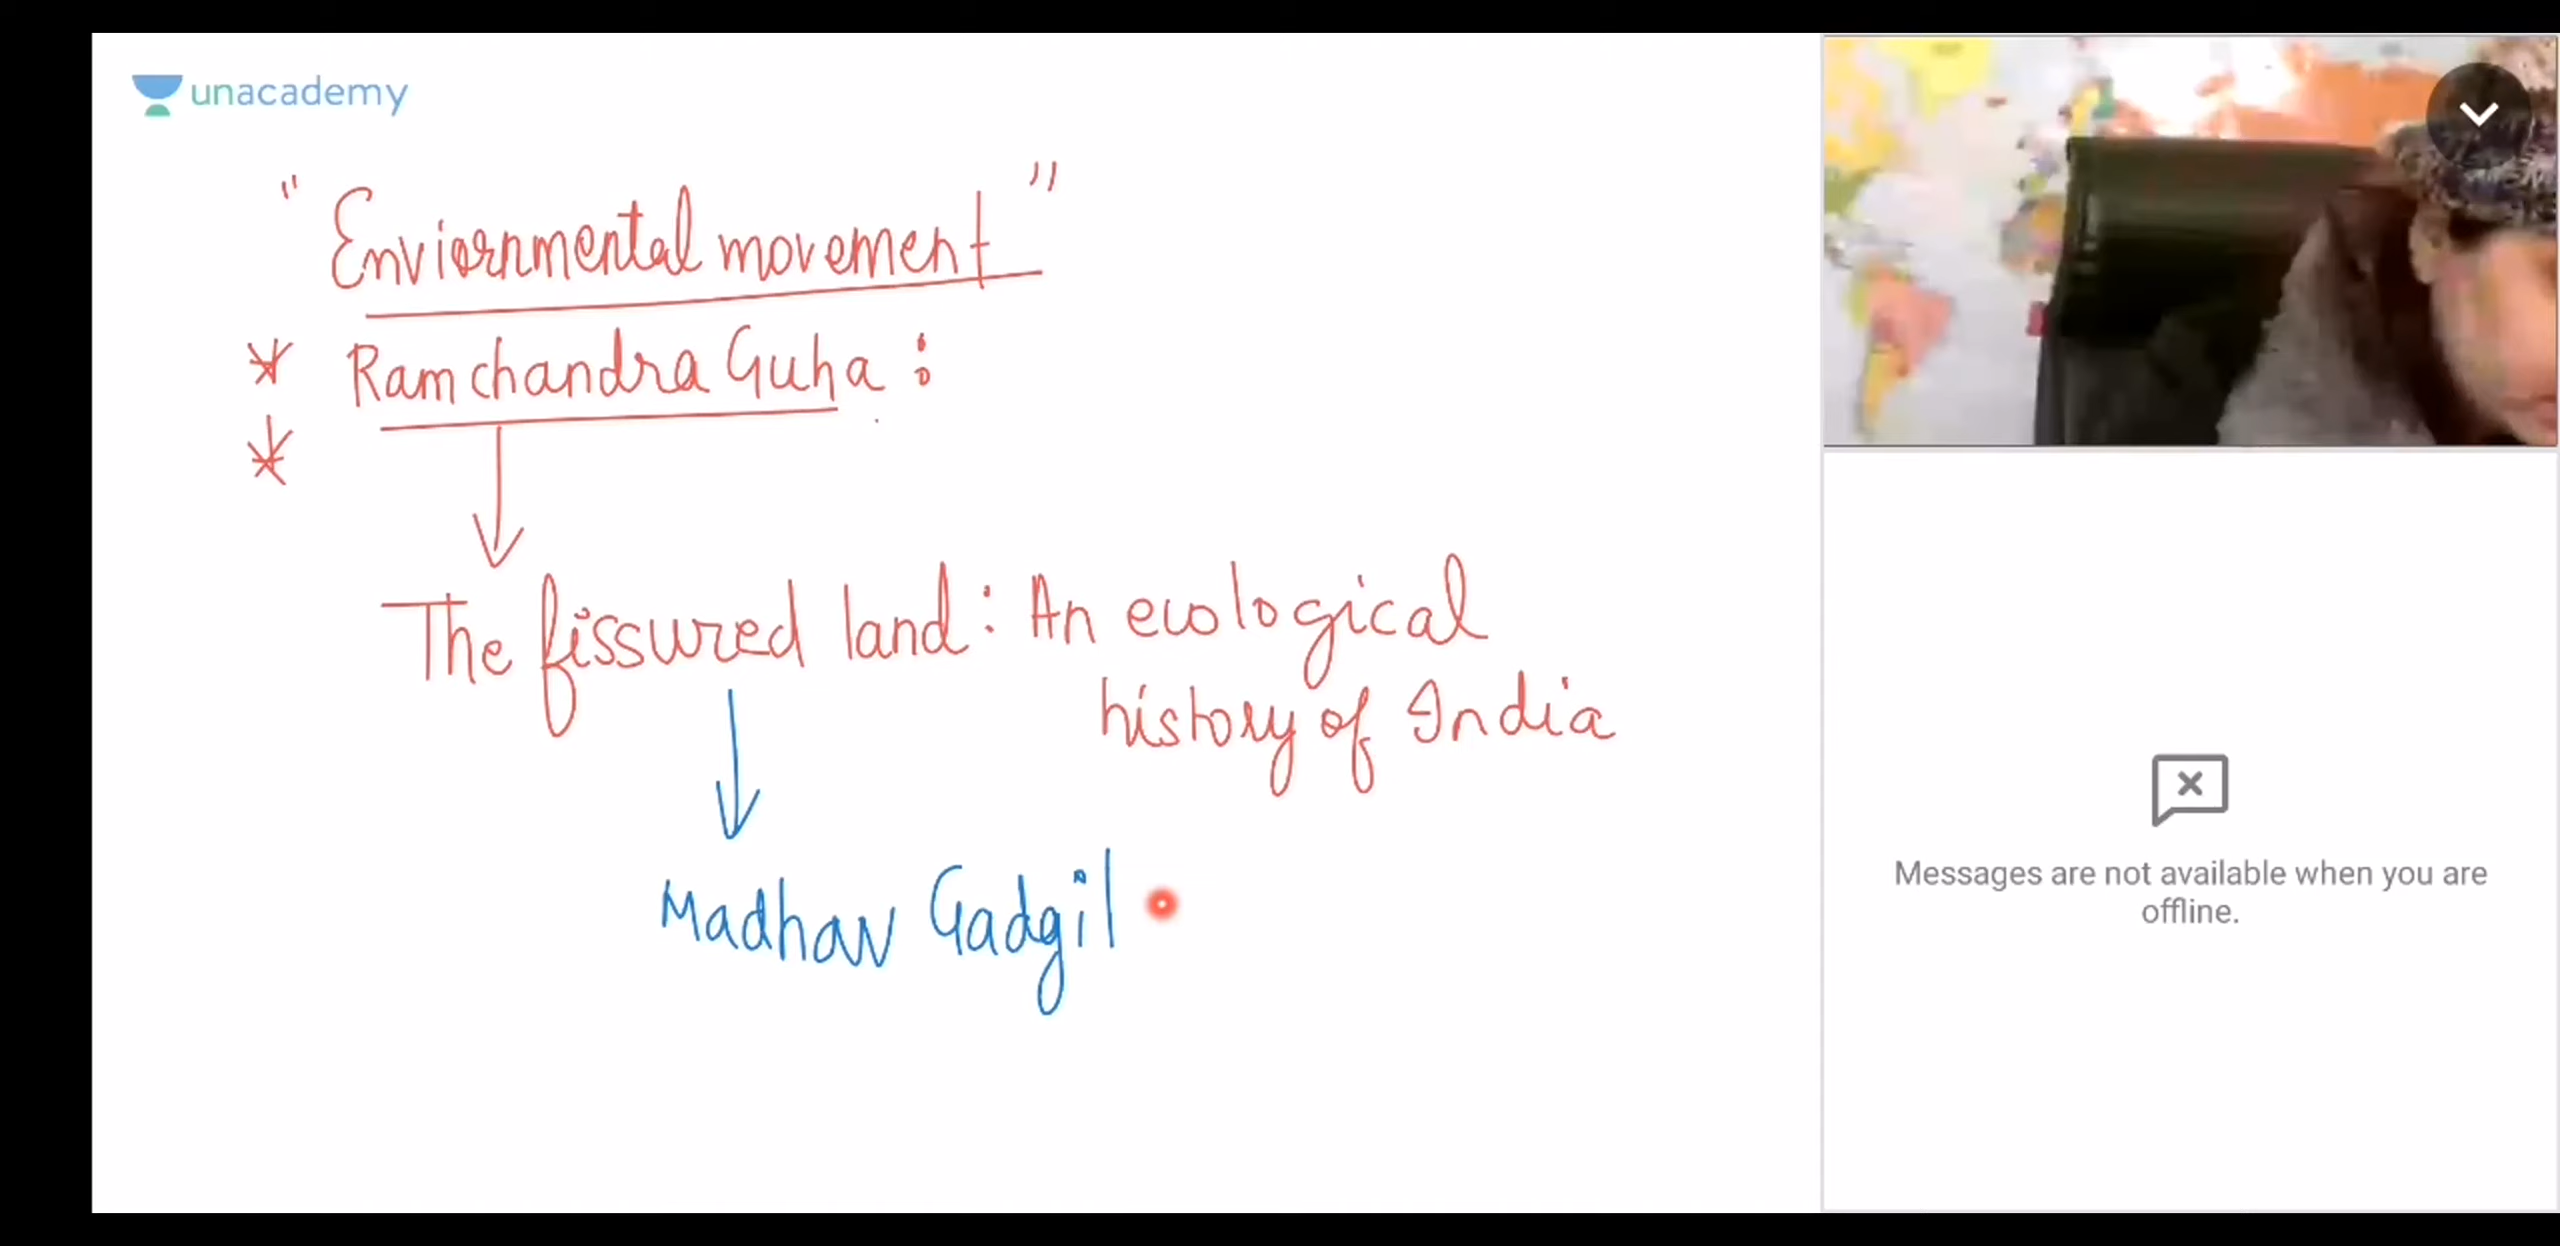 unacademy
" Enviornmental movement "
* Ramchandra Guha :
*
The fissured land : An ecological
history of India
Madhav Gadgil
Messages are not available when you are
offline.